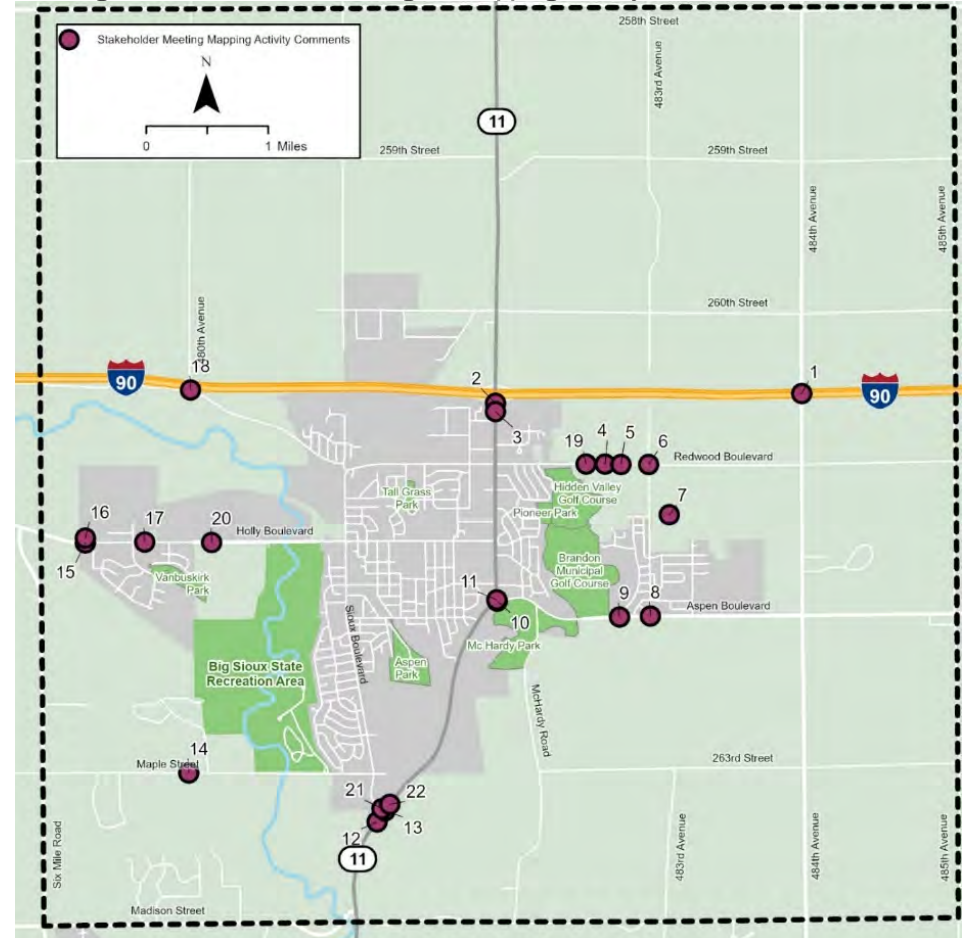 258th Street
Stakeholder Meeting Mapping Activity Comments
N
0
1 Miles
483rd Avenue
11
259th Street
259th Street
484th Avenue
485th Avenue
480th Avenue
260th Street
18
90
2
1
90
3
19
4
5
6
Redwood Boulevard
Hidden Valley
Golf Course
Tall Grass
Park
7
Pioneer Park
16
17
20
Holly Boulevard
15
Vanbuskirk
Park
Brandon
Municipal
Golf Course
11
10
9
8
Aspen Boulevard
Sioux Boulevard
Mc Hardy Park
Aspen
Park
Big Sioux State
Recreation Area
McHardy Road
14
Maple Street
263rd Street
21
22
12
13
11
Six Mile Road
483rd Avenue
484th Avenue
485th Avenue
Madison Street